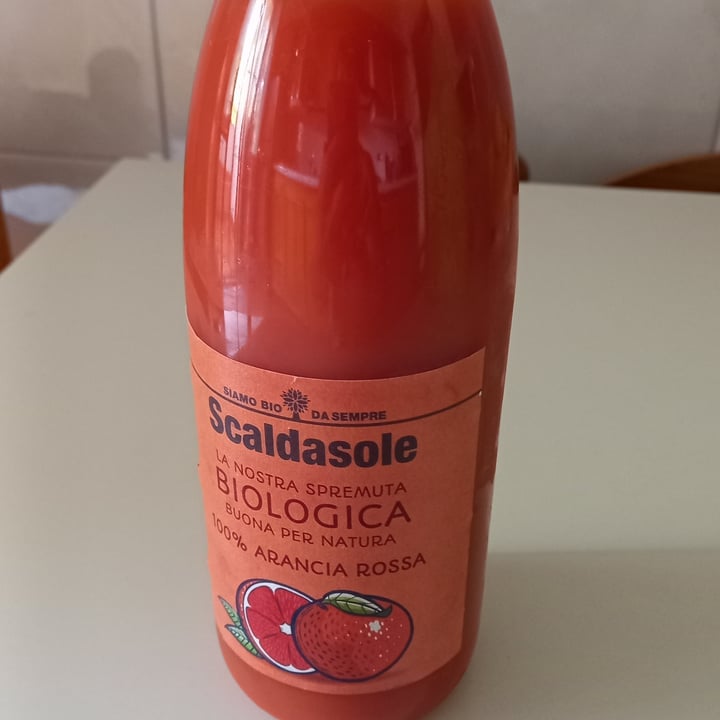 SIAMO BIO DA SEMPRE
Scaldasole
LA NOSTRA SPREMUTA
BIOLOGICA
BUONA PER NATURA
100% ARANCIA ROSSA